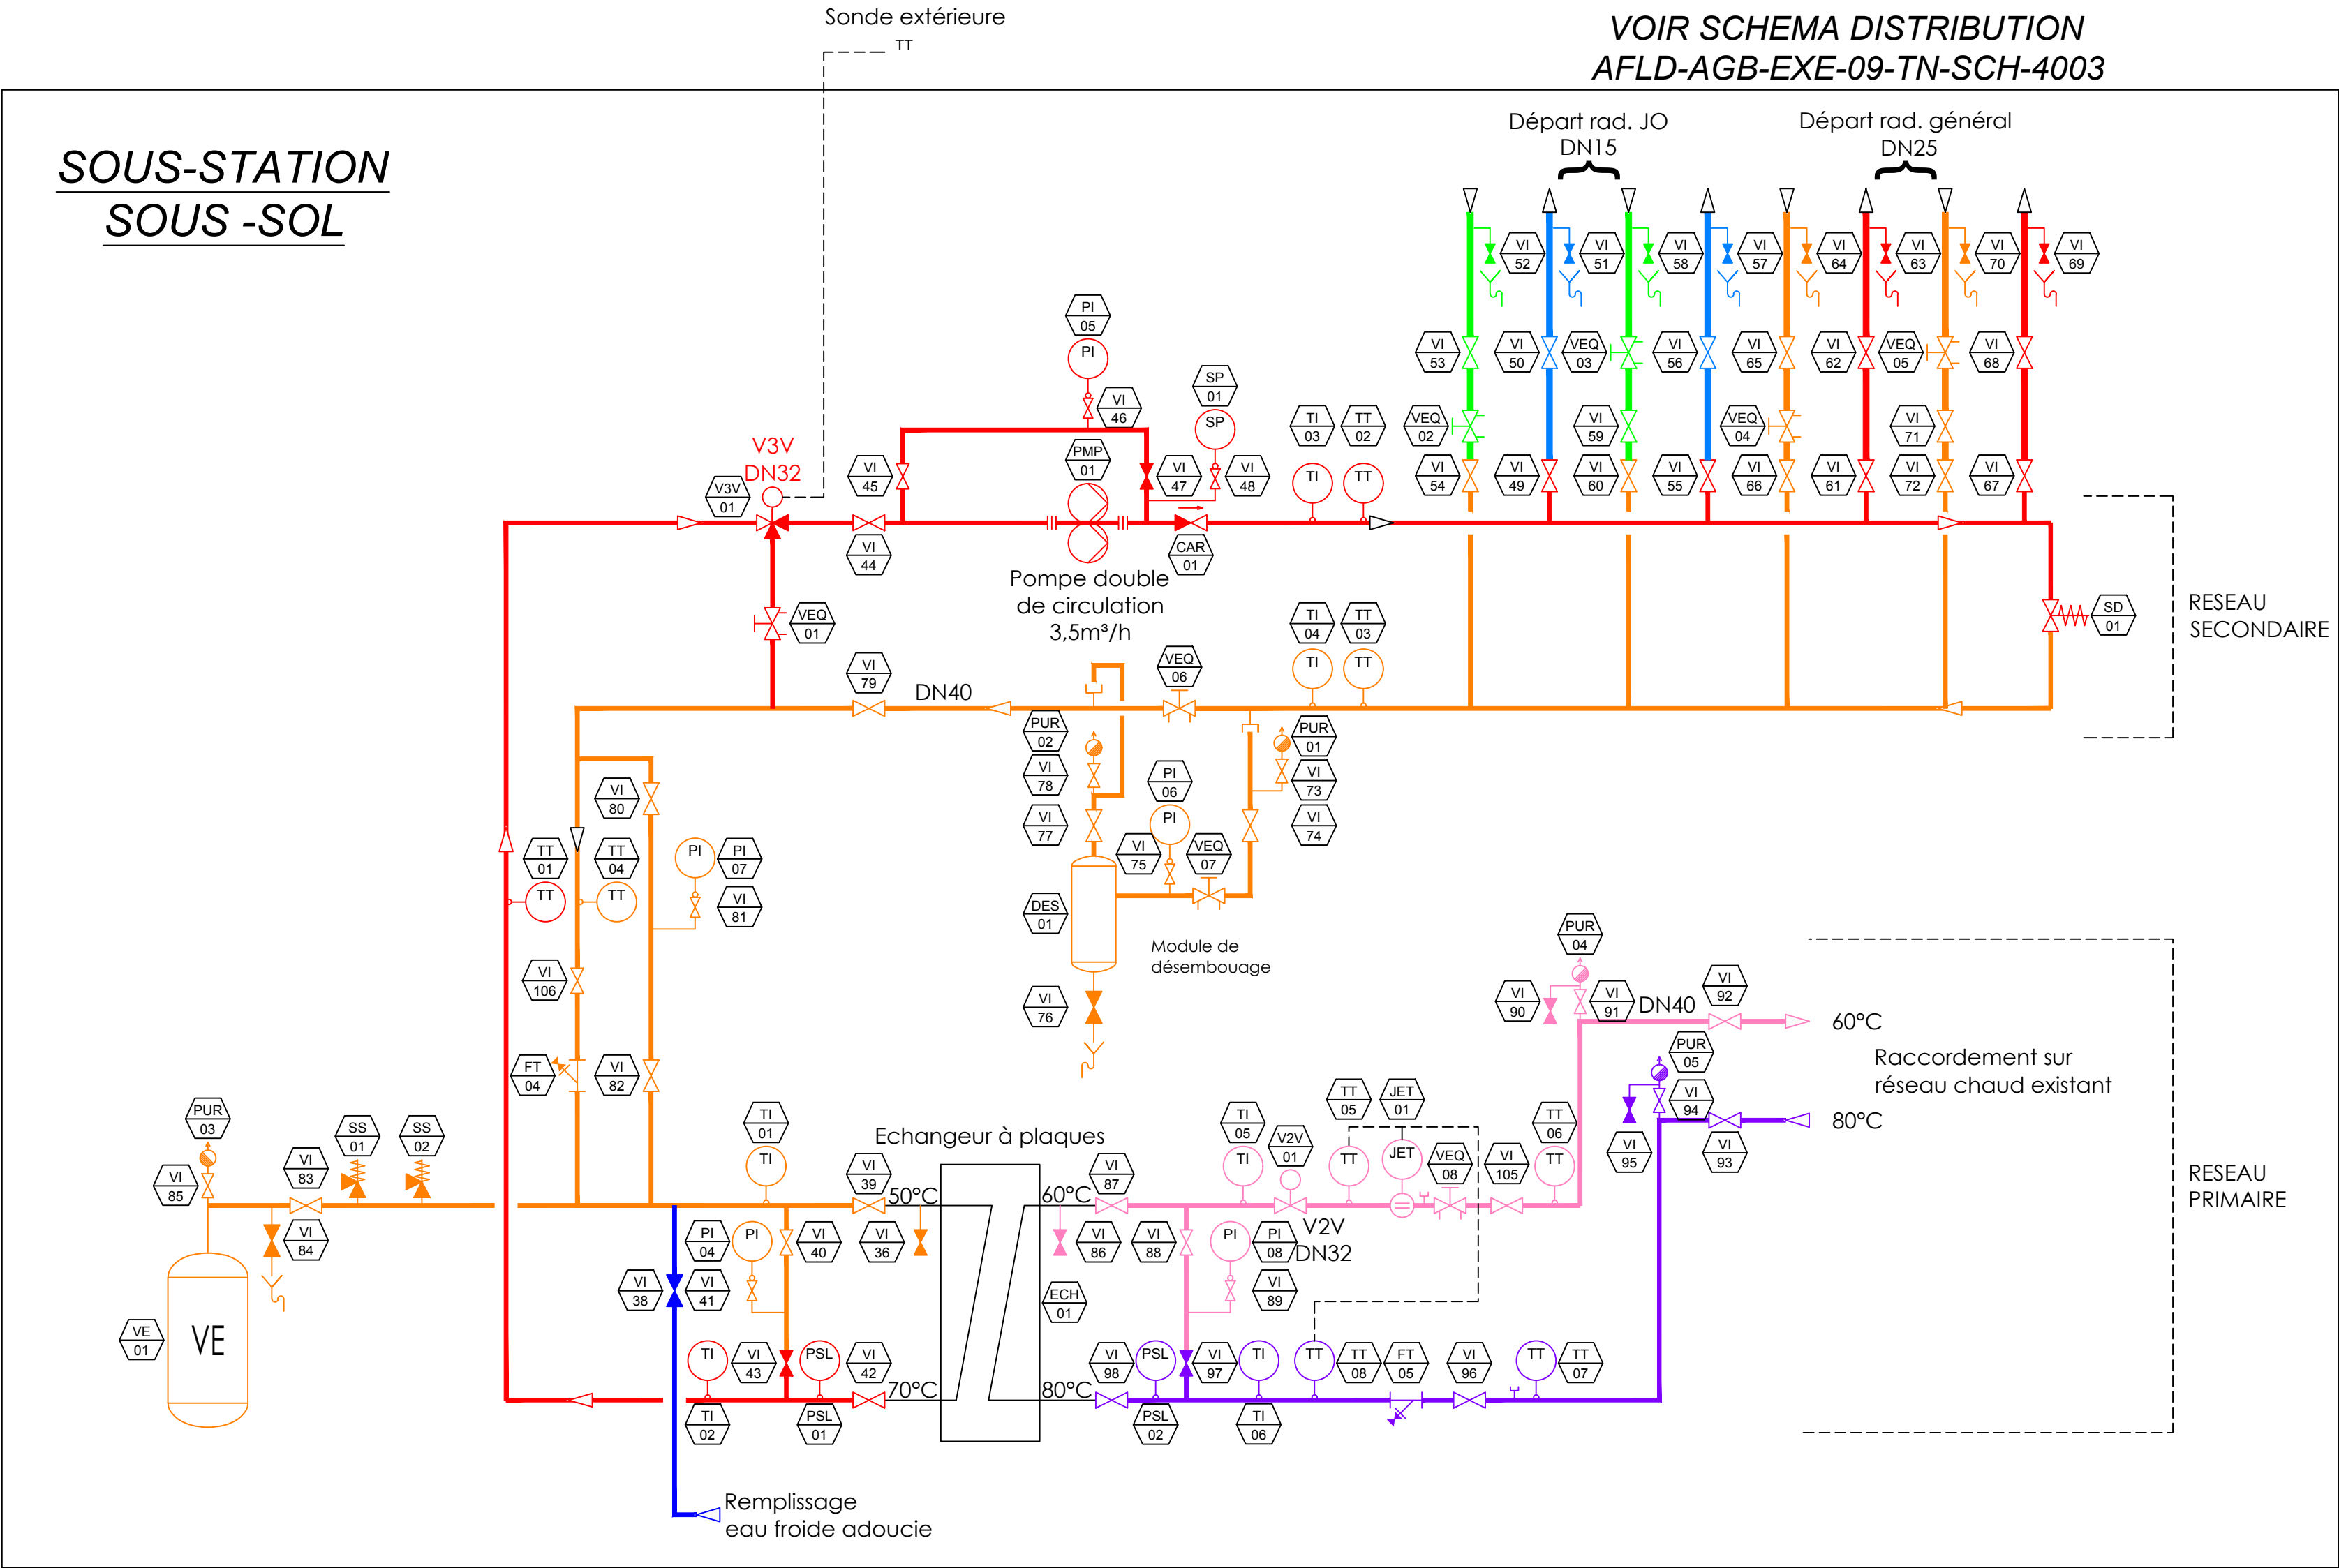 Sonde extérieure
TT
VOIR SCHEMA DISTRIBUTION
AFLD-AGB-EXE-09-TN-SCH-4003
SOUS-STATION
SOUS -SOL
Départ rad. JO
DN15
Départ rad. général
DN25
VI
52
VI
51
VI
58
VI
57
VI
64
VI
63
VI
70
VI
69
PI
05
PI
VI
46
SP
01
SP
VI
53
VI
50
VEQ
03
VI
56
VI
65
VI
62
VEQ
05
VI
68
TI
03
TT
02
VEQ
02
VI
59
VEQ
04
VI
71
V3V
DN32
V3V
01
VI
45
PMP
01
VI
47
VI
48
TI
TT
VI
54
VI
49
VI
60
VI
55
VI
66
VI
61
VI
72
VI
67
VI
44
CAR
01
Pompe double
de circulation
3,5m³/h
VEQ
01
TI
04
TT
03
TI
TT
SD
01
RESEAU
SECONDAIRE
VI
79
DN40
VEQ
06
PUR
02
VI
78
VI
77
PUR
01
VI
73
VI
74
PI
06
PI
VI
75
VEQ
07
VI
80
TT
01
TT
TT
04
TT
PI
PI
07
VI
81
DES
01
Module de
désembouage
VI
106
VI
76
PUR
04
VI
90
VI
91
DN40
VI
92
60°C
Raccordement sur
réseau chaud existant
80°C
PUR
05
VI
94
VI
95
VI
93
FT
04
VI
82
PUR
03
SS
01
SS
02
VI
85
VI
83
VI
84
TI
01
TI
Echangeur à plaques
VI
39
50°C
60°C
VI
87
TI
05
TI
V2V
01
TT
05
TT
JET
01
JET
VEQ
08
VI
105
TT
06
TT
RESEAU
PRIMAIRE
PI
04
PI
VI
40
VI
36
VI
86
VI
88
PI
PI
08
V2V
DN32
VI
89
VI
38
VI
41
ECH
01
VE
01
VE
TI
TI
02
VI
43
PSL
PSL
01
VI
42
70°C
80°C
VI
98
PSL
PSL
02
VI
97
TI
TI
06
TT
TT
08
FT
05
VI
96
TT
TT
07
Remplissage
eau froide adoucie